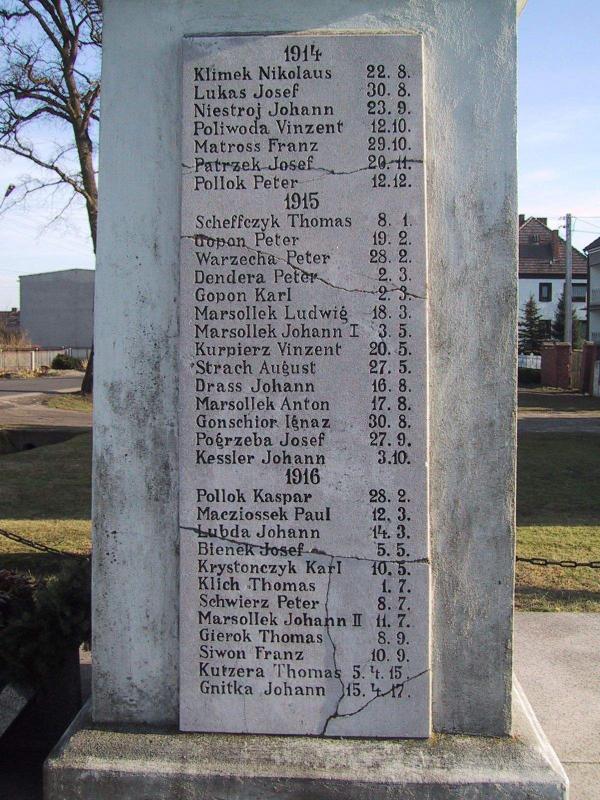 1914
Klimek Nikolaus 22. 8.
Lukas Josef 30. 8.
Niestroj Johann 23. 9.
Poliwoda Vinzent 12.10.
Matross Franz 29.10.
Patrzek Josef 20. 11.
Pollok Peter 12.12.
1915
Scheffczyk Thomas 8. 1.
Gopon Peter 19. 2.
Warzecha Peter 28. 2.
Dendera Peter 2. 3.
Gopon Karl 2. 3.
Marsollek Ludwig 18. 3.
Marsollek Johann I 3. 5.
Kurpierz Vinzent 20. 5.
Strach August 27. 5.
Drass Johann 16. 8.
Marsollek Anton 17. 8.
Gonschior Ignaz 30. 8.
Pogrzeba Josef 27. 9.
Kessler Johann 3.10.
1916
Pollok Kaspar 28. 2.
Macziossek Paul 12. 3.
Lubda Johann 14. 3.
Bienek Josef 5. 5.
Krystonczyk Karl 10. 5.
Klich Thomas 1. 7.
Schwierz Peter 8. 7.
Marsollek Johann II 11. 7.
Gierok Thomas 8. 9.
Siwon Franz 10. 9.
Kutzera Thomas 5. 4. 15.
Gnitka Johann 15. 4. 17.